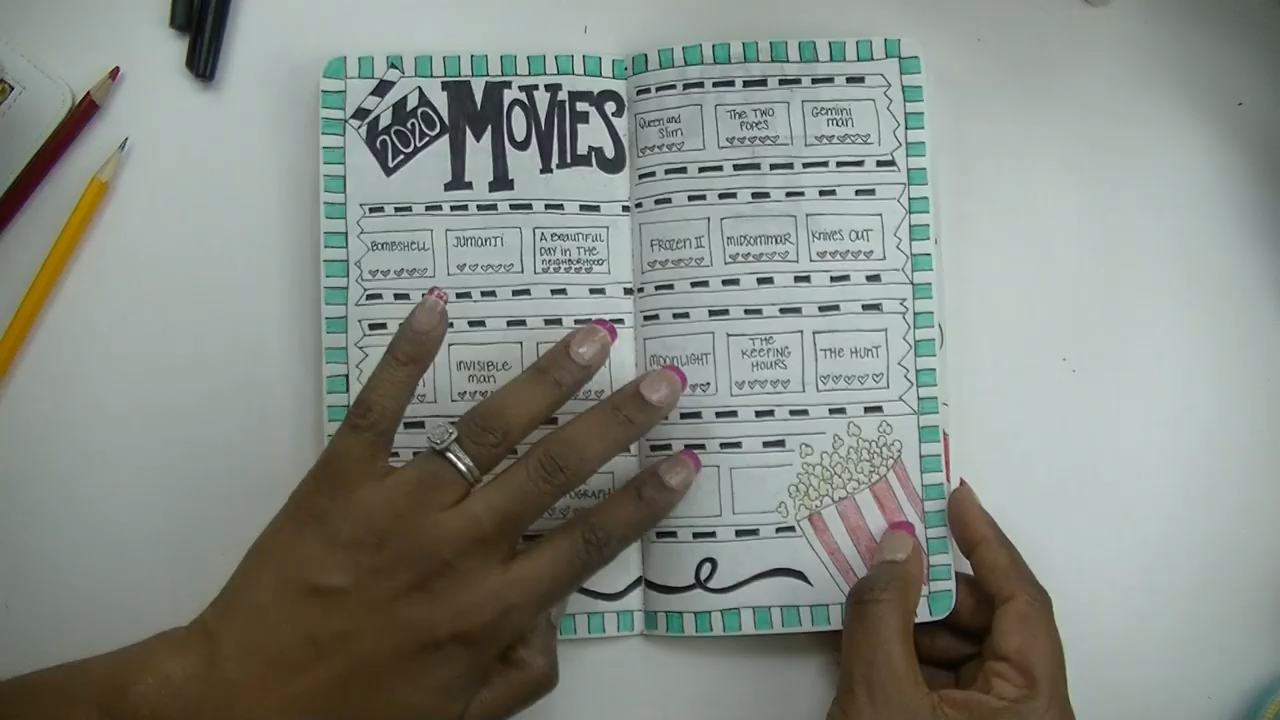 2020
MOVIES
BOMBSHELL
JUMANJI
A BEAUTIFUL
DAY in THE
NEIGHBORHOOD
INVISIBLE
man
Queen and
Slim
The TWO
POPES
Gemini
man
FROZEN II
MIDSOMMAR
Knives OUT
MOONLIGHT
THE
KEEPING
HOURS
THE HUNT